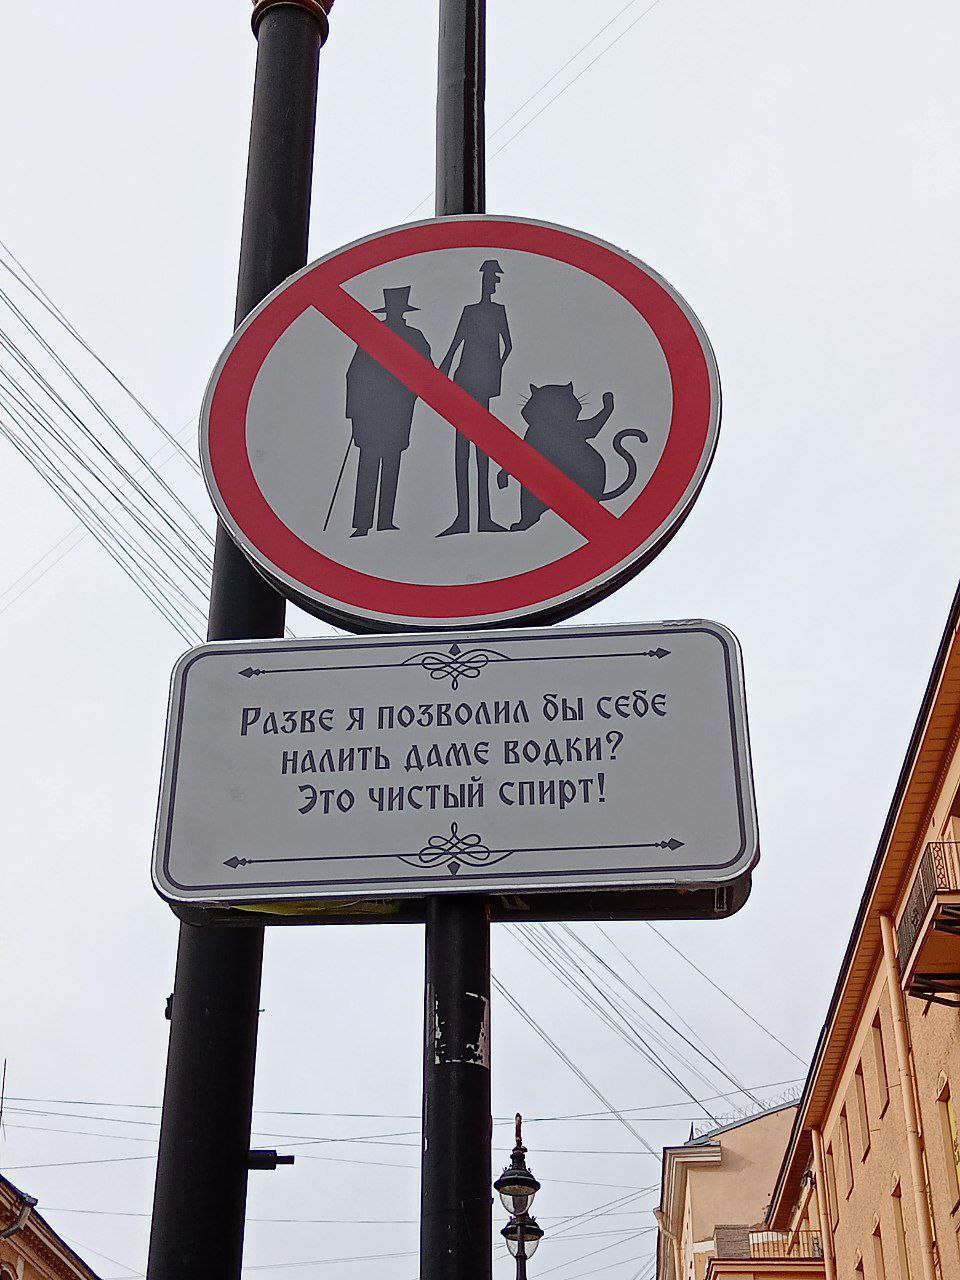 Разве я позволил бы себе
налить даме водки?
Это чистый спирт!